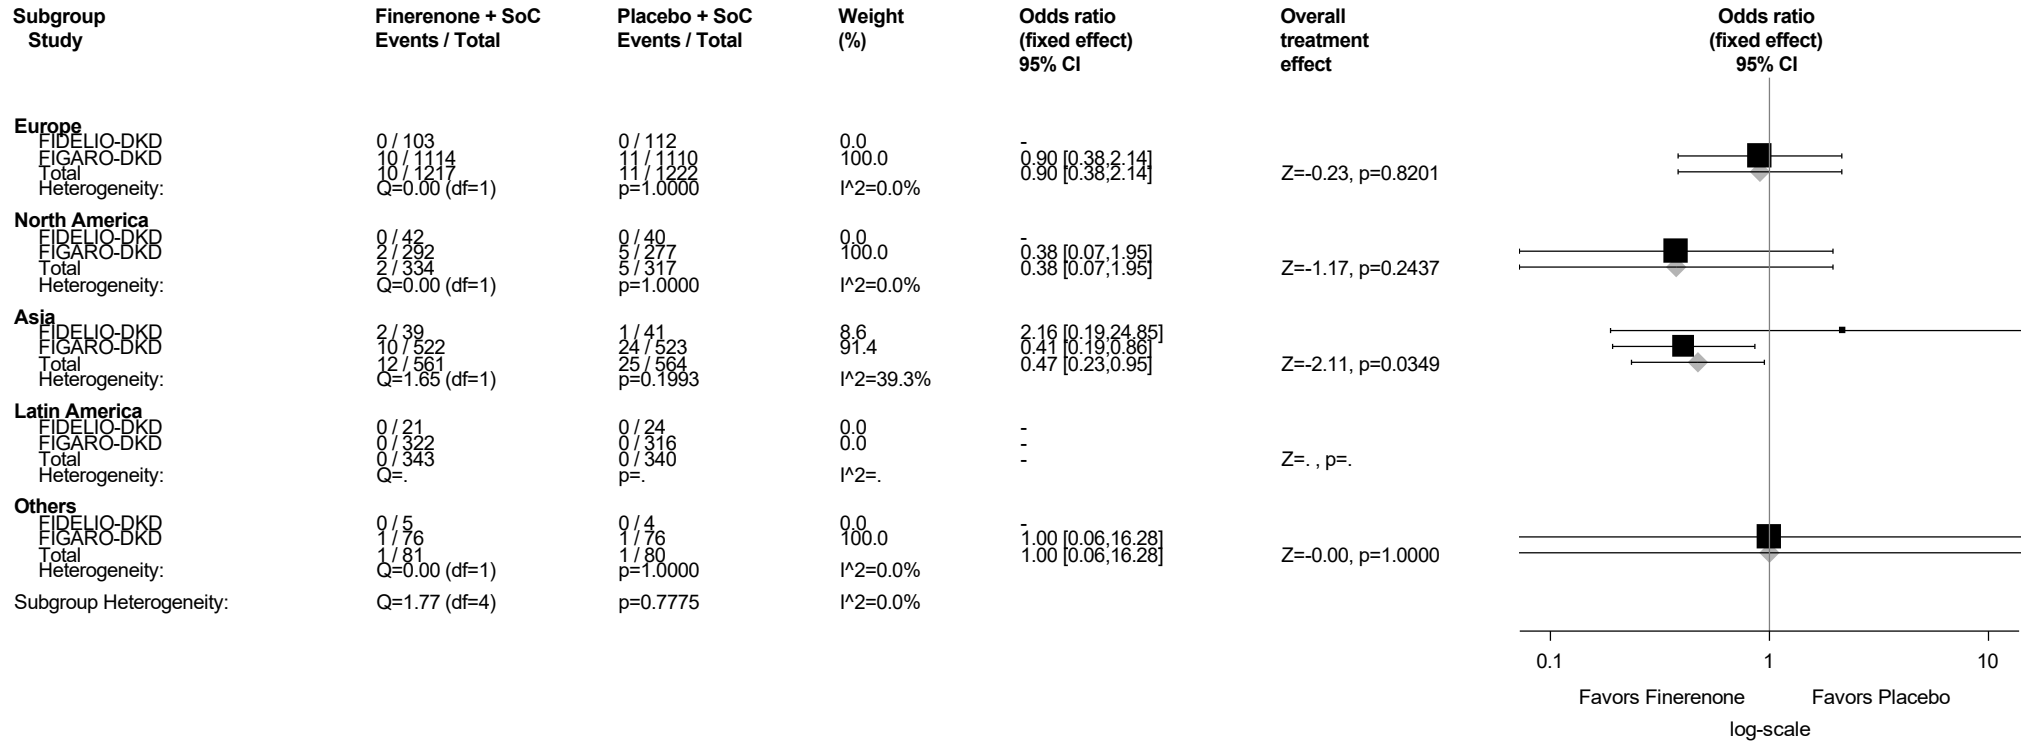 Subgroup Finerenone + SoC Placebo + SoC Weight Odds ratio Overall Odds ratio
Study Events / Total Events / Total (%) (fixed effect) treatment (fixed effect)
95% CI effect 95% CI
Europe
FIDELIO-DKD 0 / 103 0 / 112 0.0 -
FIGARO-DKD 10 / 1114 11 / 1110 100.0 0.90 [0.38,2.14]
Total 10 / 1217 11 / 1222 0.90 [0.38,2.14] Z=-0.23, p=0.8201
Heterogeneity: Q=0.00 (df=1) p=1.0000 I^2=0.0%
North America
FIDELIO-DKD 0 / 42 0 / 40 0.0 -
FIGARO-DKD 2 / 292 5 / 277 100.0 0.38 [0.07,1.95]
Total 2 / 334 5 / 317 0.38 [0.07,1.95] Z=-1.17, p=0.2437
Heterogeneity: Q=0.00 (df=1) p=1.0000 I^2=0.0%
Asia
FIDELIO-DKD 2 / 39 1 / 41 8.6 2.16 [0.19,24.85]
FIGARO-DKD 10 / 522 24 / 523 91.4 0.41 [0.19,0.86]
Total 12 / 561 25 / 564 0.47 [0.23,0.95] Z=-2.11, p=0.0349
Heterogeneity: Q=1.65 (df=1) p=0.1993 I^2=39.3%
Latin America
FIDELIO-DKD 0 / 21 0 / 24 0.0 -
FIGARO-DKD 0 / 322 0 / 316 0.0 -
Total 0 / 343 0 / 340 - Z=. , p=.
Heterogeneity: Q=. p=. I^2=.
Others
FIDELIO-DKD 0 / 5 0 / 4 0.0 -
FIGARO-DKD 1 / 76 1 / 76 100.0 1.00 [0.06,16.28]
Total 1 / 81 1 / 80 1.00 [0.06,16.28] Z=-0.00, p=1.0000
Heterogeneity: Q=0.00 (df=1) p=1.0000 I^2=0.0%
Subgroup Heterogeneity: Q=1.77 (df=4) p=0.7775 I^2=0.0%
0.1 1 10
Favors Finerenone Favors Placebo
log-scale